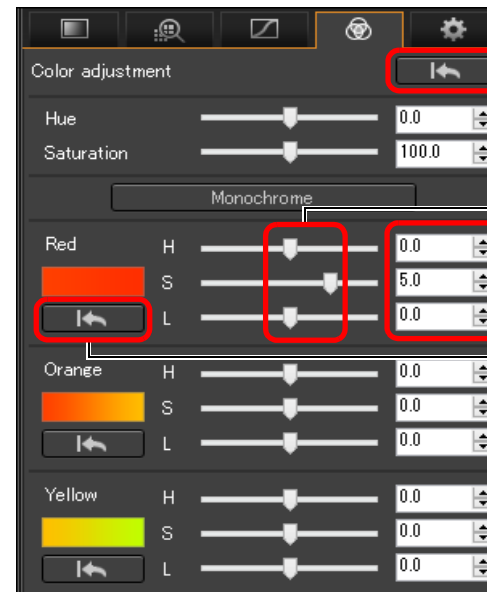 Color adjustment
Hue 0.0
Saturation 100.0
Monochrome
Red H 0.0
S 5.0
L 0.0
Orange H 0.0
S 0.0
L 0.0
Yellow H 0.0
S 0.0
L 0.0